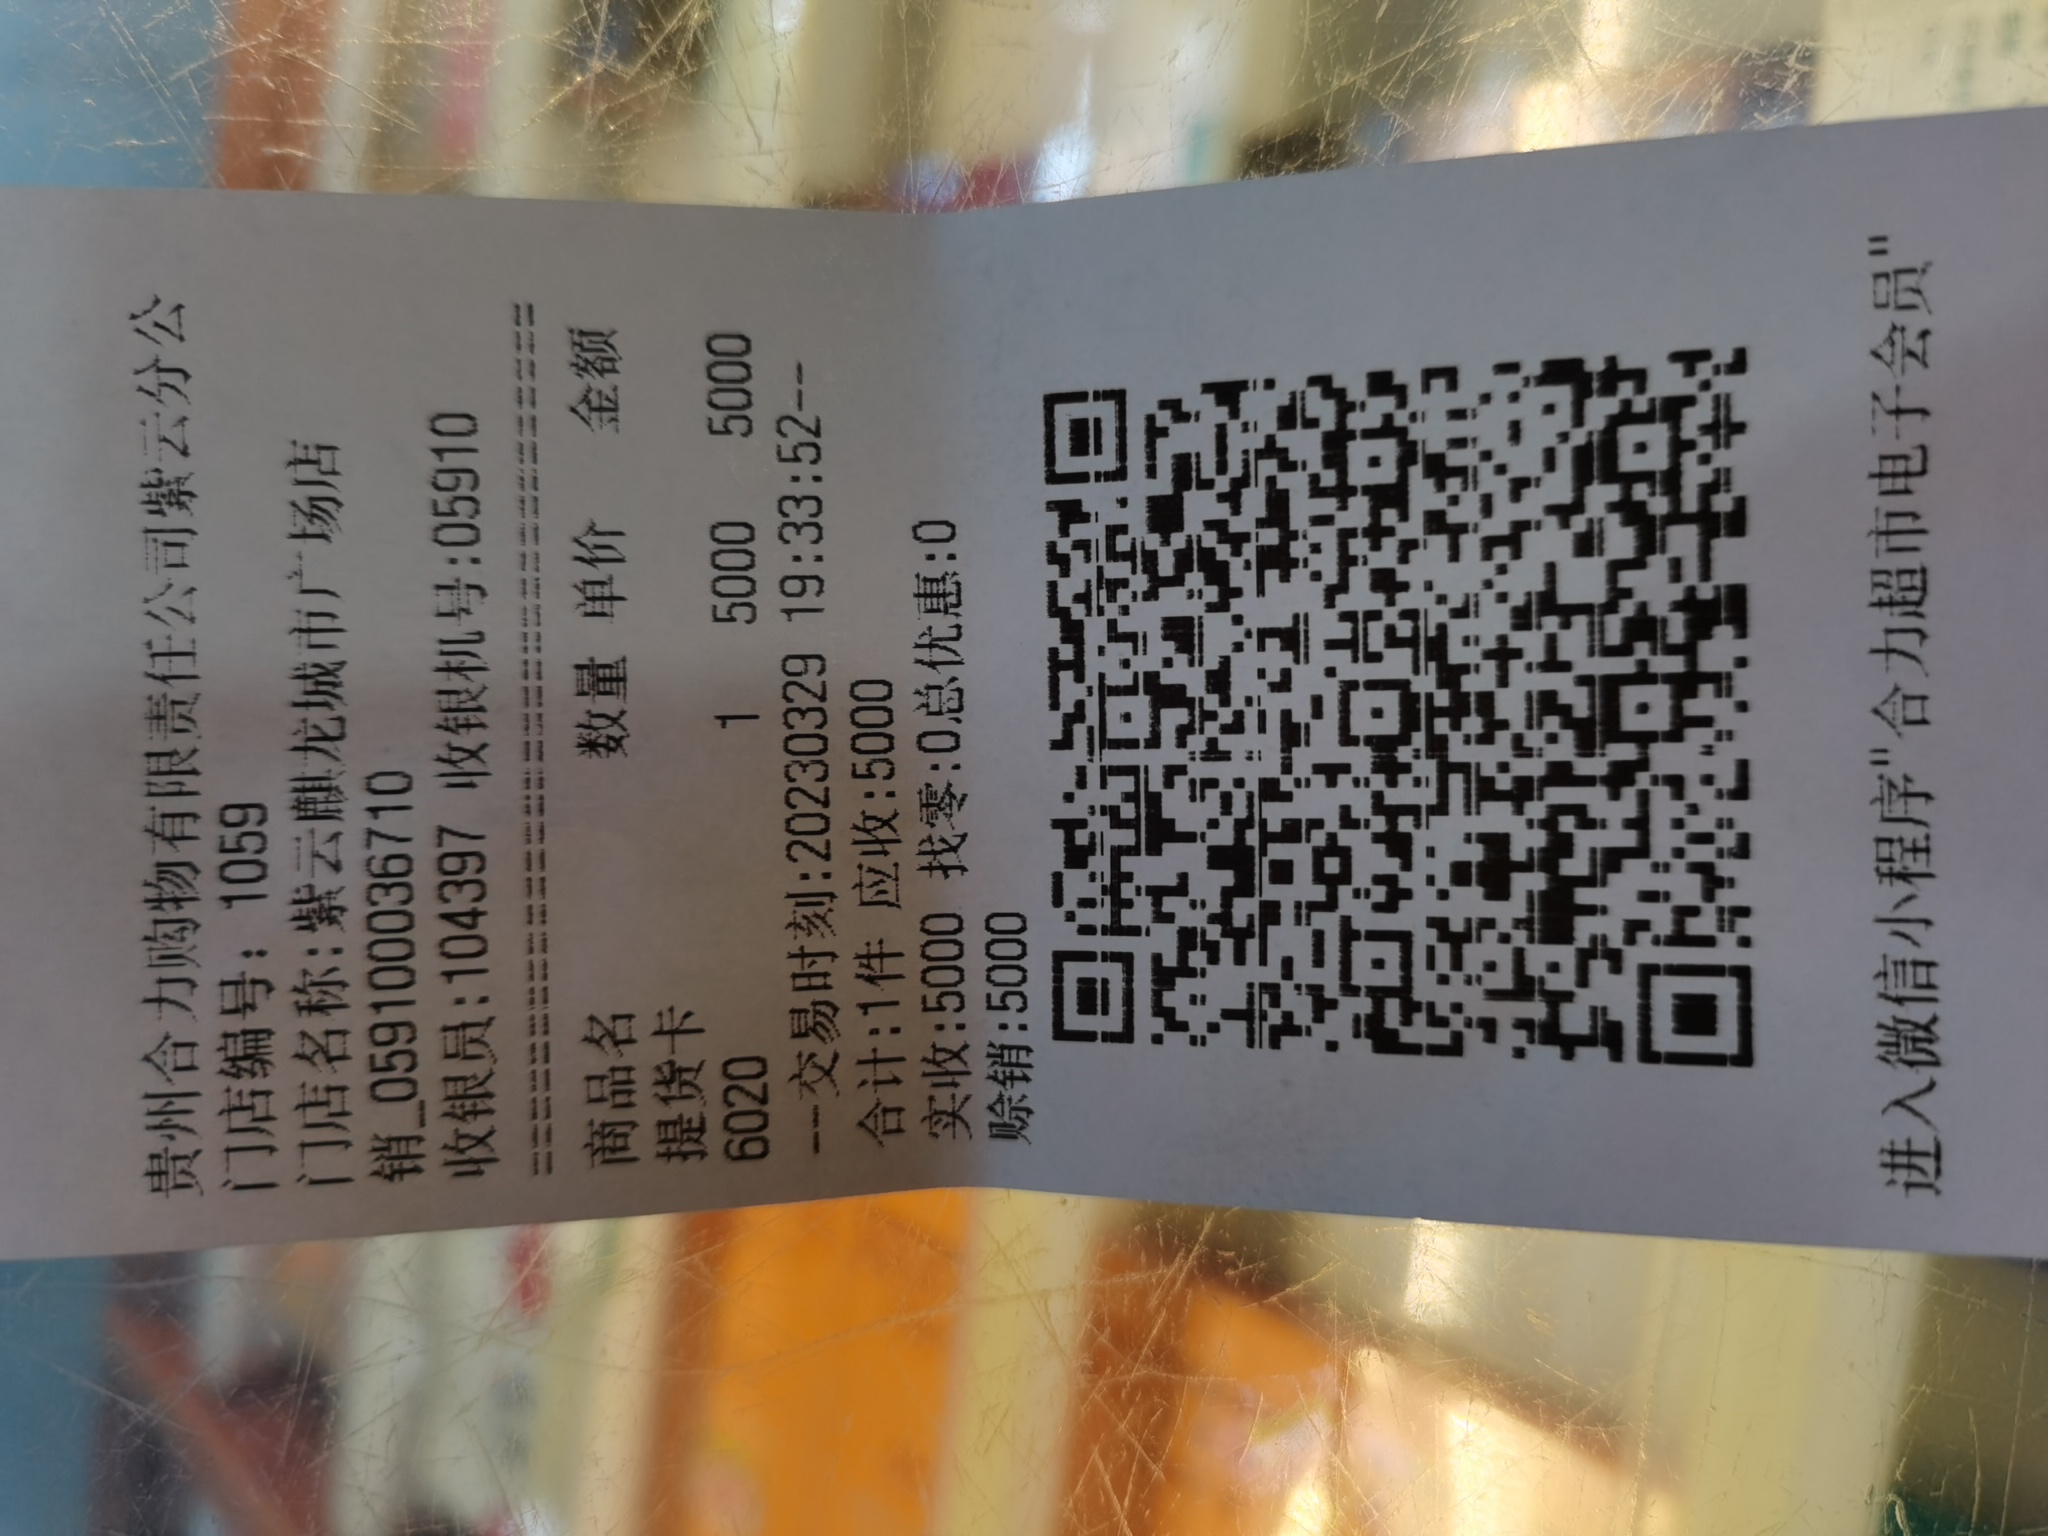 贵州合力购物有限责任公司紫云分公
门店编号: 1059
门店名称:紫云麒龙城市广场店
销_0591000036710
收银员:104397 收银机号:05910
================================
商品名 数量 单价 金额
提货卡
6020 1 5000 5000
--交易时刻:20230329 19:33:52--
合计:1件 应收:5000
实收:5000 找零:0总优惠:0
赊销:5000
进入微信小程序"合力超市电子会员"